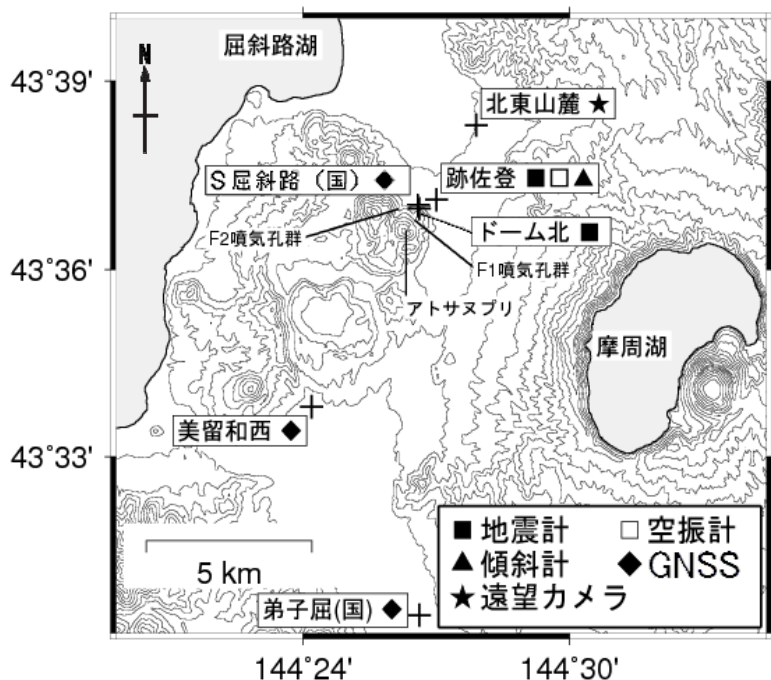 屈斜路湖
N
43°39'
北東山麓 ★
S屈斜路（国） ◆
跡佐登 ■□▲
F2噴気孔群
ドーム北 ■
F1噴気孔群
43°36'
アトサヌプリ
摩周湖
美留和西 ◆
43°33'
■地震計 □空振計
▲傾斜計 ◆GNSS
★遠望カメラ
5 km
弟子屈(国) ◆
144°24' 144°30'